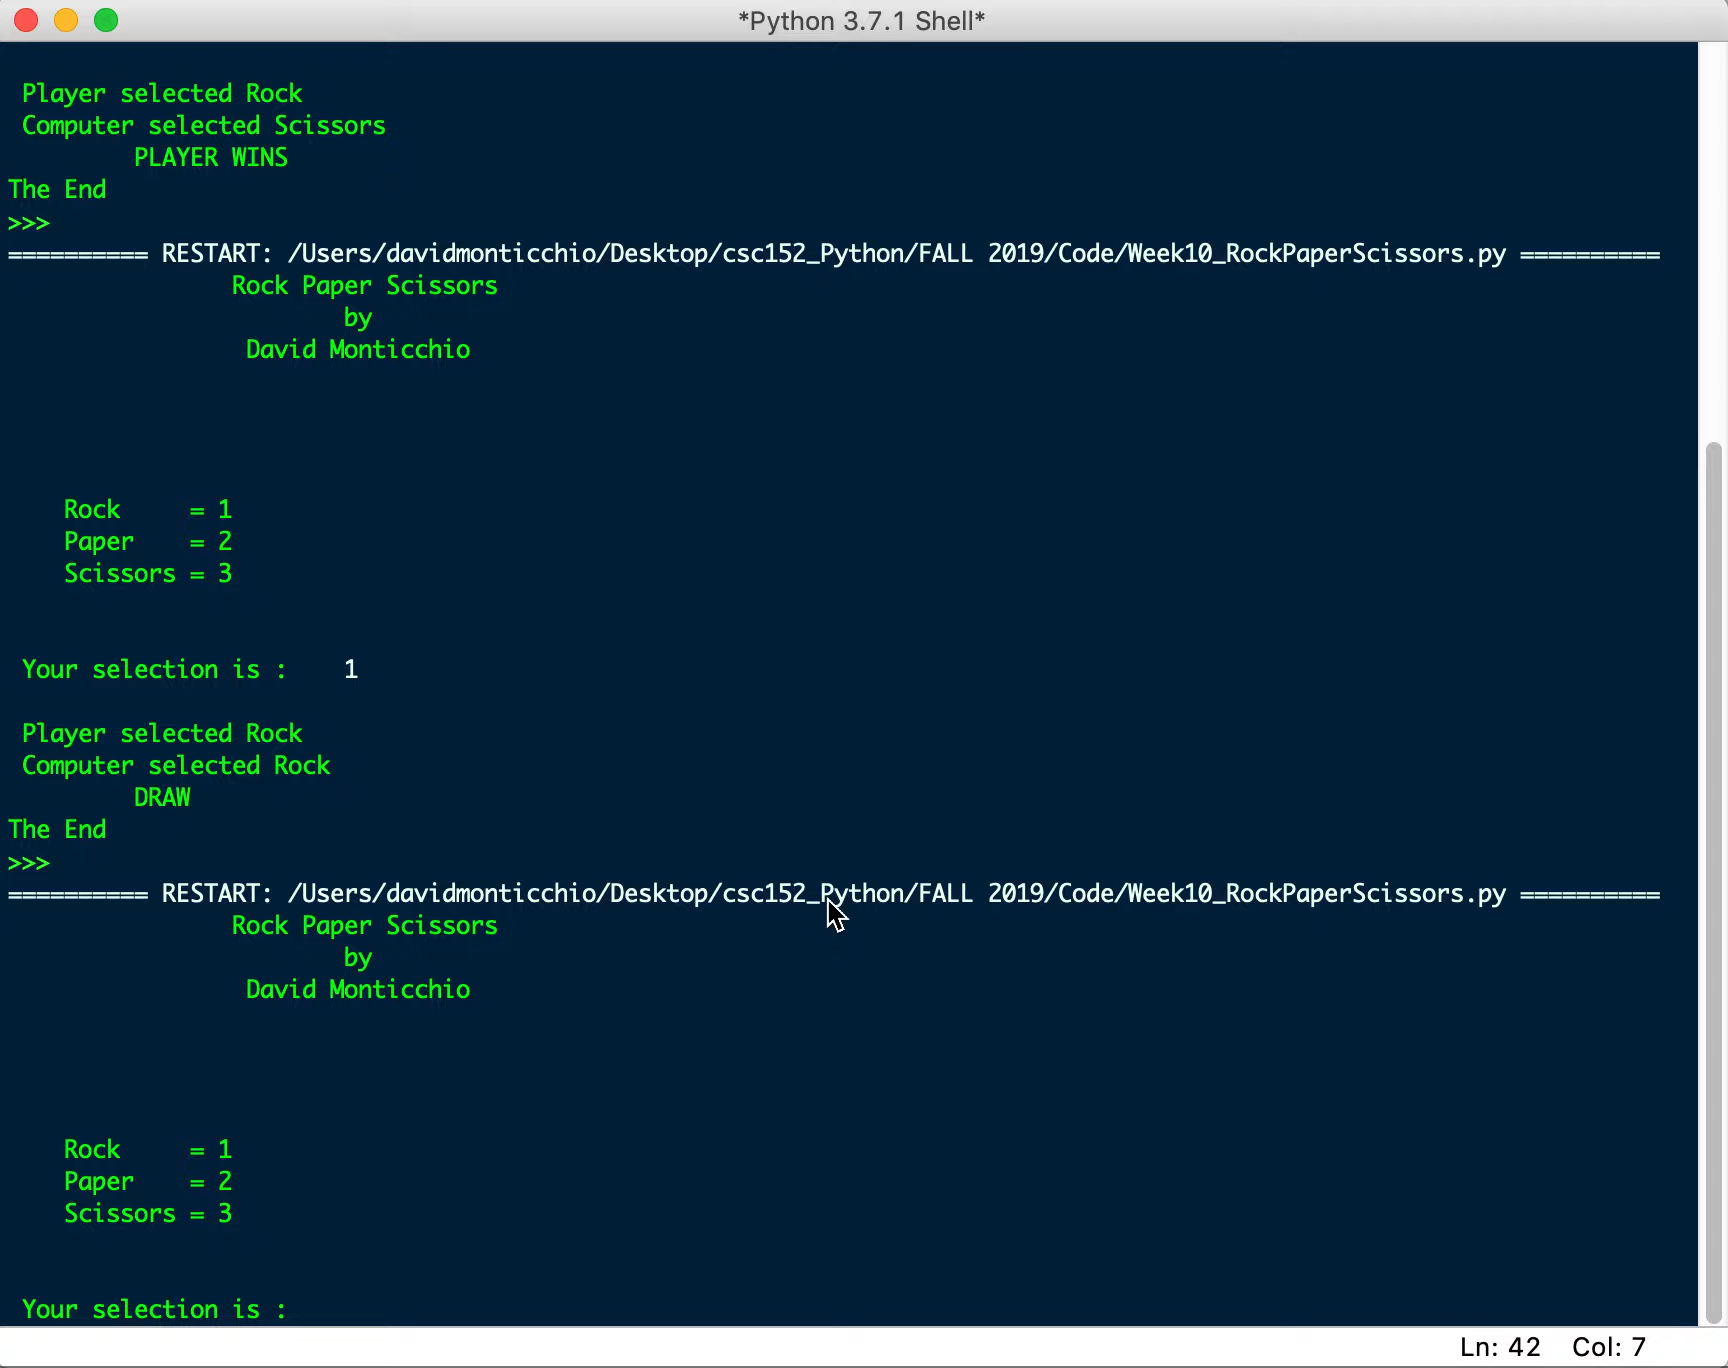 *Python 3.7.1 Shell*
Player selected Rock
Computer selected Scissors
PLAYER WINS
The End
>>>
========== RESTART: /Users/davidmonticchio/Desktop/csc152_Python/FALL 2019/Code/Week10_RockPaperScissors.py ==========
Rock Paper Scissors
by
David Monticchio
Rock     = 1
Paper    = 2
Scissors = 3
Your selection is :    1
Player selected Rock
Computer selected Rock
DRAW
The End
>>>
========== RESTART: /Users/davidmonticchio/Desktop/csc152_Python/FALL 2019/Code/Week10_RockPaperScissors.py ==========
Rock Paper Scissors
by
David Monticchio
Rock     = 1
Paper    = 2
Scissors = 3
Your selection is :
Ln: 42 Col: 7